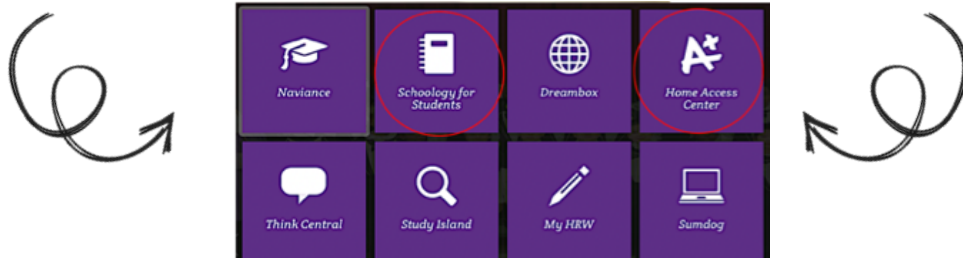 Naviance
Schoology for
Students
Dreambox
Home Access
Center
Think Central
Study Island
My HRW
Sumdog